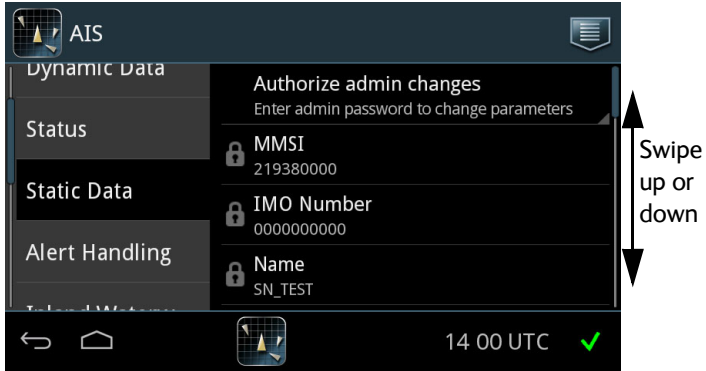 AIS
Dynamic Data
Status
Static Data
Alert Handling
Authorize admin changes
Enter admin password to change parameters
MMSI
219380000
IMO Number
0000000000
Name
SN_TEST
14 00 UTC
Swipe
up or
down